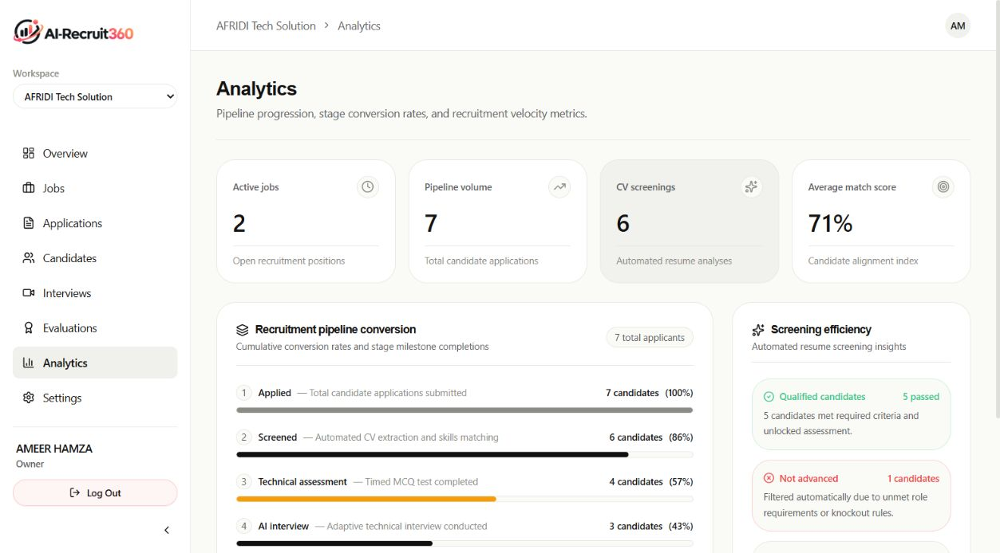 AI-Recruit360
Workspace
AFRIDI Tech Solution
Overview
Jobs
Applications
Candidates
Interviews
Evaluations
Analytics
Settings
AMEER HAMZA
Owner
Log Out
AFRIDI Tech Solution > Analytics
AM
Analytics
Pipeline progression, stage conversion rates, and recruitment velocity metrics.
Active jobs
2
Open recruitment positions
Pipeline volume
7
Total candidate applications
CV screenings
6
Automated resume analyses
Average match score
71%
Candidate alignment index
Recruitment pipeline conversion
Cumulative conversion rates and stage milestone completions
7 total applicants
1 Applied — Total candidate applications submitted 7 candidates (100%)
2 Screened — Automated CV extraction and skills matching 6 candidates (86%)
3 Technical assessment — Timed MCQ test completed 4 candidates (57%)
4 AI interview — Adaptive technical interview conducted 3 candidates (43%)
Screening efficiency
Automated resume screening insights
Qualified candidates 5 passed
5 candidates met required criteria and
unlocked assessment.
Not advanced 1 candidates
Filtered automatically due to unmet role
requirements or knockout rules.